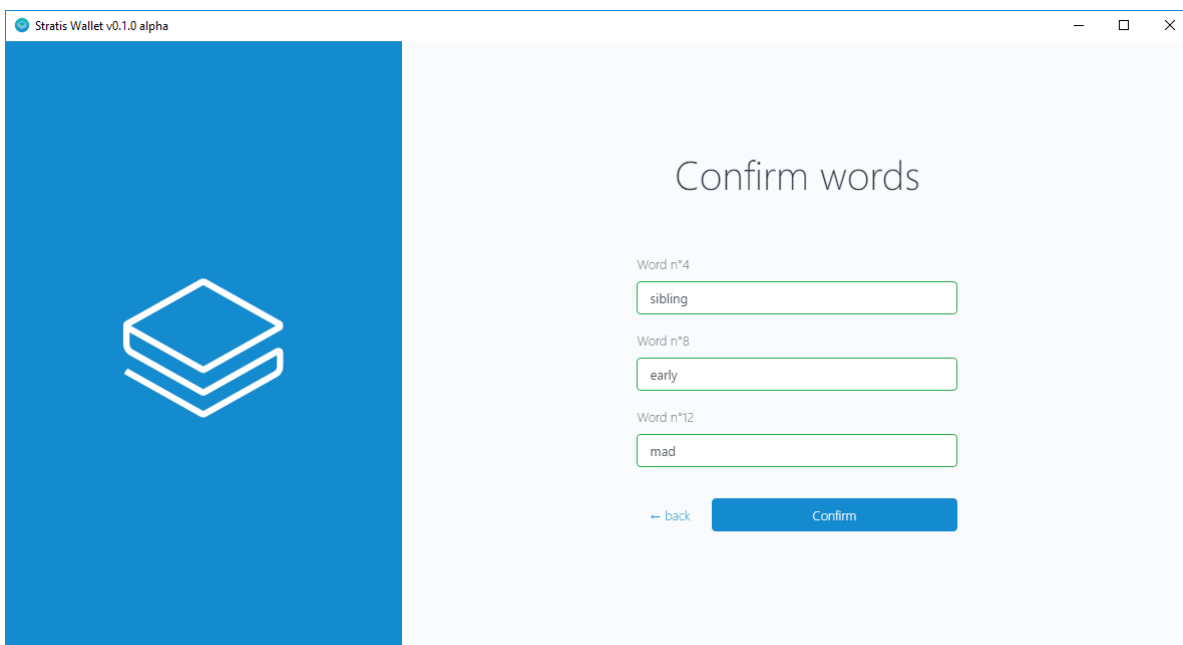 Stratis Wallet v0.1.0 alpha
Confirm words
Word n°4
sibling
Word n°8
early
Word n°12
mad
← back
Confirm